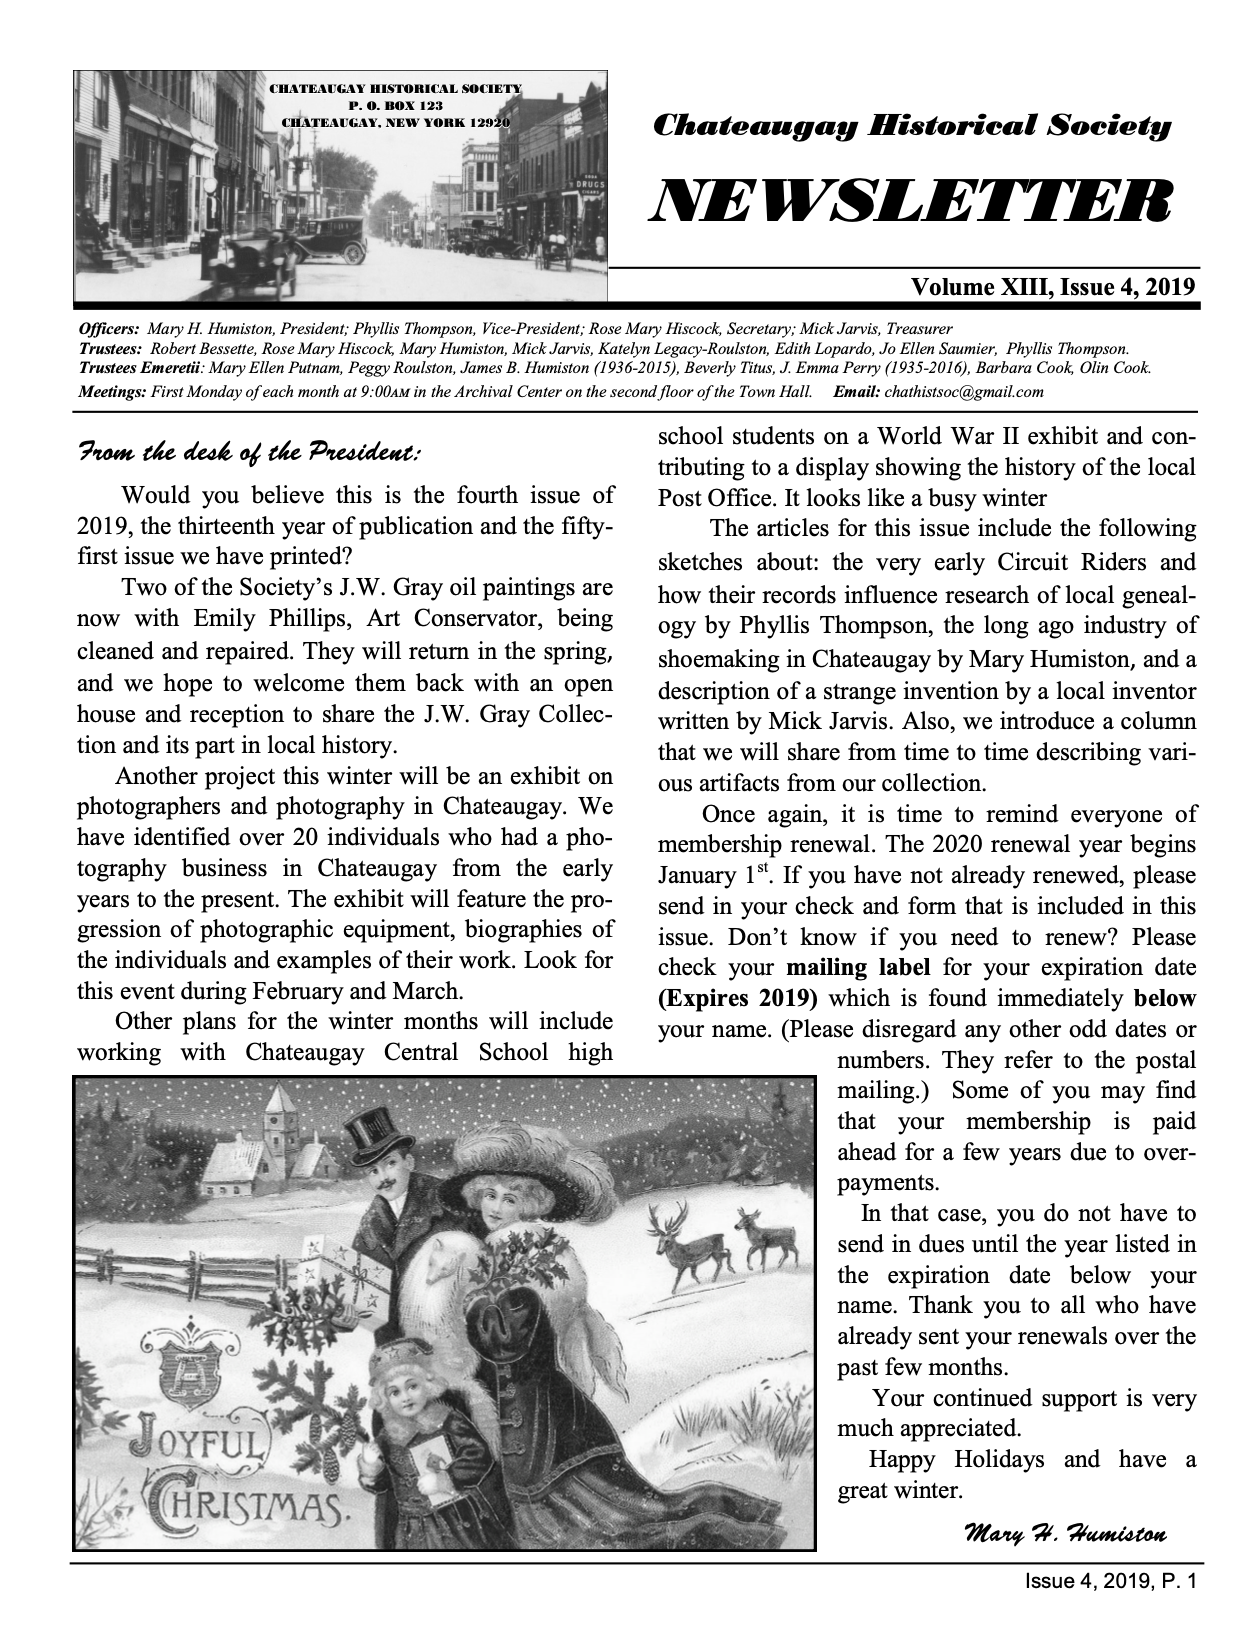 CHATEAUGAY HISTORICAL SOCIETY
P. O. BOX 123
CHATEAUGAY, NEW YORK 12920
DRUGS
Chateaugay Historical Society
NEWSLETTER
Volume XIII, Issue 4, 2019
Officers: Mary H. Humiston, President; Phyllis Thompson, Vice-President; Rose Mary Hiscock, Secretary; Mick Jarvis, Treasurer
Trustees: Robert Bessette, Rose Mary Hiscock, Mary Humiston, Mick Jarvis, Katelyn Legacy-Roulston, Edith Lopardo, Jo Ellen Saumier, Phyllis Thompson.
Trustees Emeretii: Mary Ellen Putnam, Peggy Roulston, James B. Humiston (1936-2015), Beverly Titus, J. Emma Perry (1935-2016), Barbara Cook, Olin Cook.
Meetings: First Monday of each month at 9:00AM in the Archival Center on the second floor of the Town Hall. Email: chathistsoc@gmail.com
From the desk of the President:
Would you believe this is the fourth issue of
2019, the thirteenth year of publication and the fifty-
first issue we have printed?
Two of the Society's J.W. Gray oil paintings are
now with Emily Phillips, Art Conservator, being
cleaned and repaired. They will return in the spring,
and we hope to welcome them back with an open
house and reception to share the J.W. Gray Collec-
tion and its part in local history.
Another project this winter will be an exhibit on
photographers and photography in Chateaugay. We
have identified over 20 individuals who had a pho-
tography business in Chateaugay from the early
years to the present. The exhibit will feature the pro-
gression of photographic equipment, biographies of
the individuals and examples of their work. Look for
this event during February and March.
Other plans for the winter months will include
working with Chateaugay Central School high
school students on a World War II exhibit and con-
tributing to a display showing the history of the local
Post Office. It looks like a busy winter
The articles for this issue include the following
sketches about: the very early Circuit Riders and
how their records influence research of local geneal-
ogy by Phyllis Thompson, the long ago industry of
shoemaking in Chateaugay by Mary Humiston, and a
description of a strange invention by a local inventor
written by Mick Jarvis. Also, we introduce a column
that we will share from time to time describing vari-
ous artifacts from our collection.
Once again, it is time to remind everyone of
membership renewal. The 2020 renewal year begins
January 1st. If you have not already renewed, please
send in your check and form that is included in this
issue. Don't know if you need to renew? Please
check your mailing label for your expiration date
(Expires 2019) which is found immediately below
your name. (Please disregard any other odd dates or
numbers. They refer to the postal
mailing.) Some of you may find
that your membership is paid
ahead for a few years due to over-
payments.
In that case, you do not have to
send in dues until the year listed in
the expiration date below your
name. Thank you to all who have
already sent your renewals over the
past few months.
Your continued support is very
much appreciated.
Happy Holidays and have a
great winter.
Mary H. Humiston
A
JOYFUL
CHRISTMAS.
Issue 4, 2019, P. 1